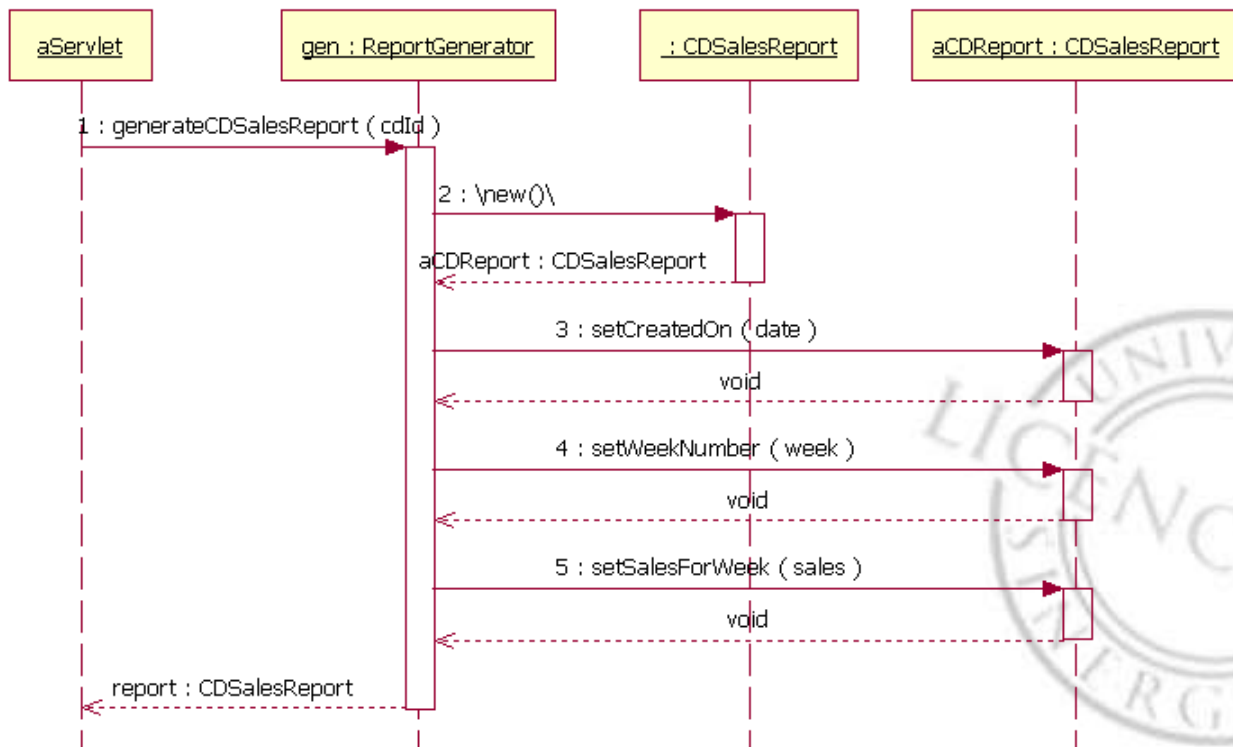 aServlet
gen : ReportGenerator
: CDSalesReport
aCDReport : CDSalesReport
1 : generateCDSalesReport ( cdId )
2 : \new()\
aCDReport : CDSalesReport
3 : setCreatedOn ( date )
void
4 : setWeekNumber ( week )
void
5 : setSalesForWeek ( sales )
void
report : CDSalesReport